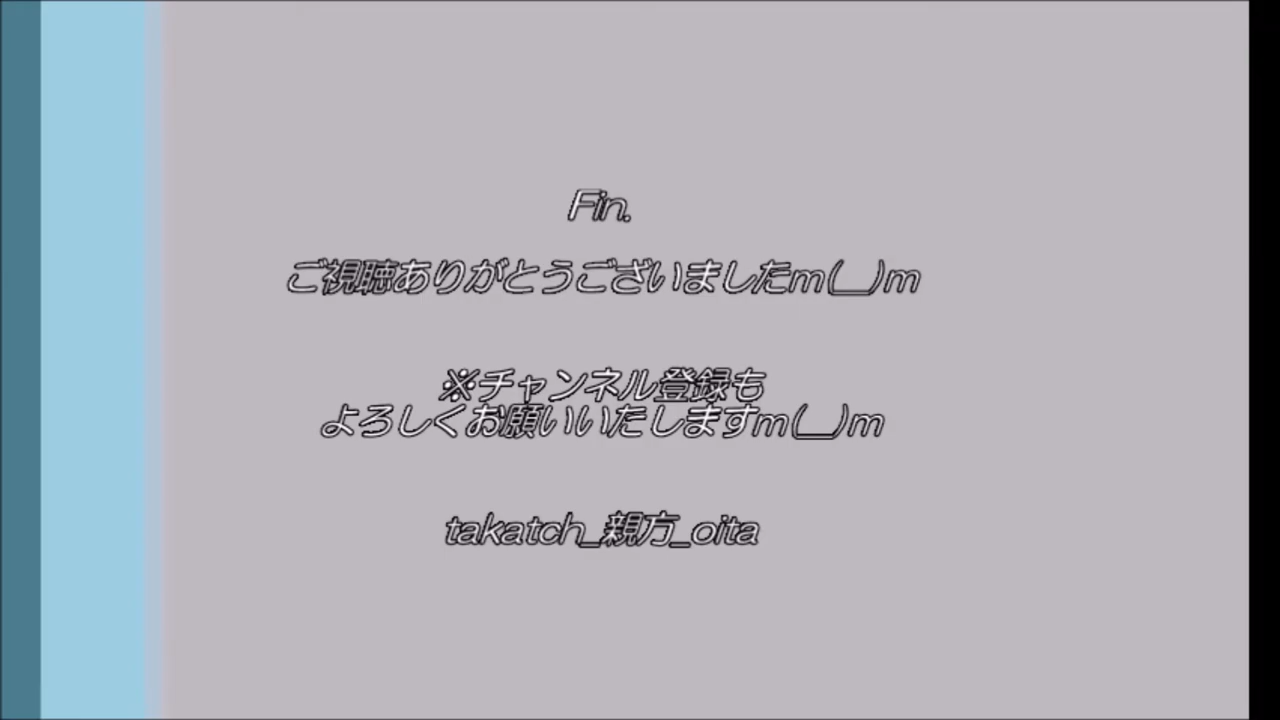 Fin.
ご視聴ありがとうございましたm(__)m
※チャンネル登録も
よろしくお願いいたしますm(__)m
takatch_親方_oita